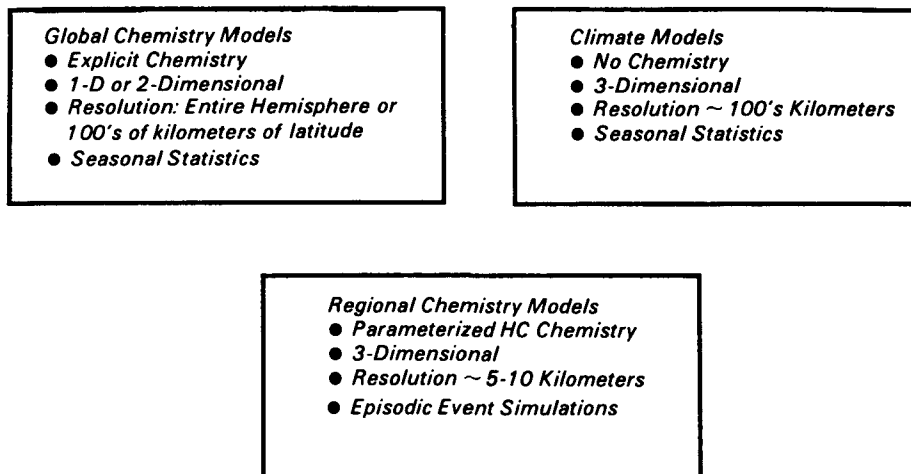 Global Chemistry Models
● Explicit Chemistry
● 1-D or 2-Dimensional
● Resolution: Entire Hemisphere or
100's of kilometers of latitude
● Seasonal Statistics
Climate Models
● No Chemistry
● 3-Dimensional
● Resolution ~ 100's Kilometers
● Seasonal Statistics
Regional Chemistry Models
● Parameterized HC Chemistry
● 3-Dimensional
● Resolution ~ 5-10 Kilometers
● Episodic Event Simulations